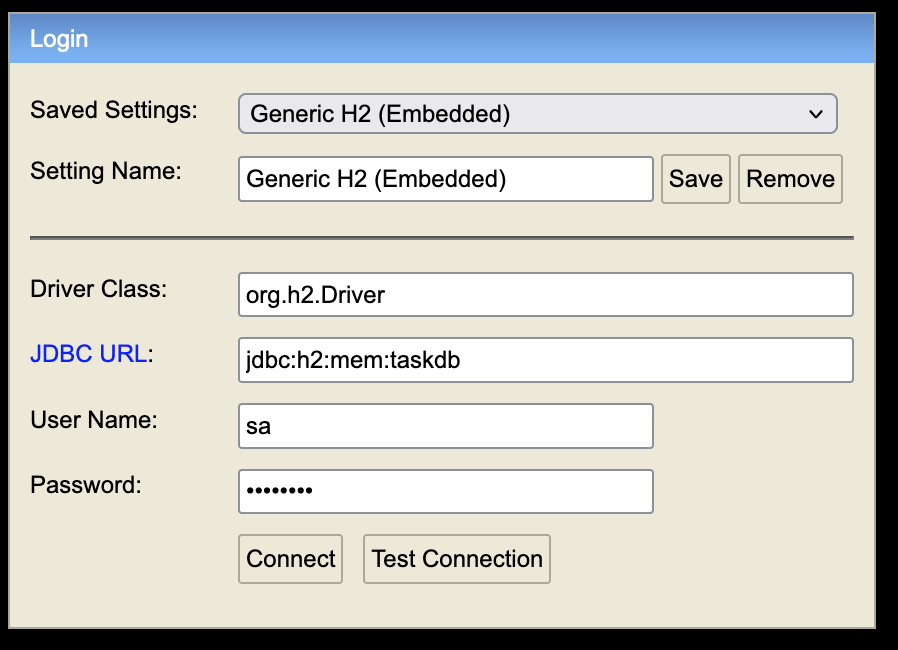 Login
Saved Settings: Generic H2 (Embedded)
Setting Name: Generic H2 (Embedded) Save Remove
Driver Class: org.h2.Driver
JDBC URL: jdbc:h2:mem:taskdb
User Name: sa
Password: ••••••••
Connect Test Connection